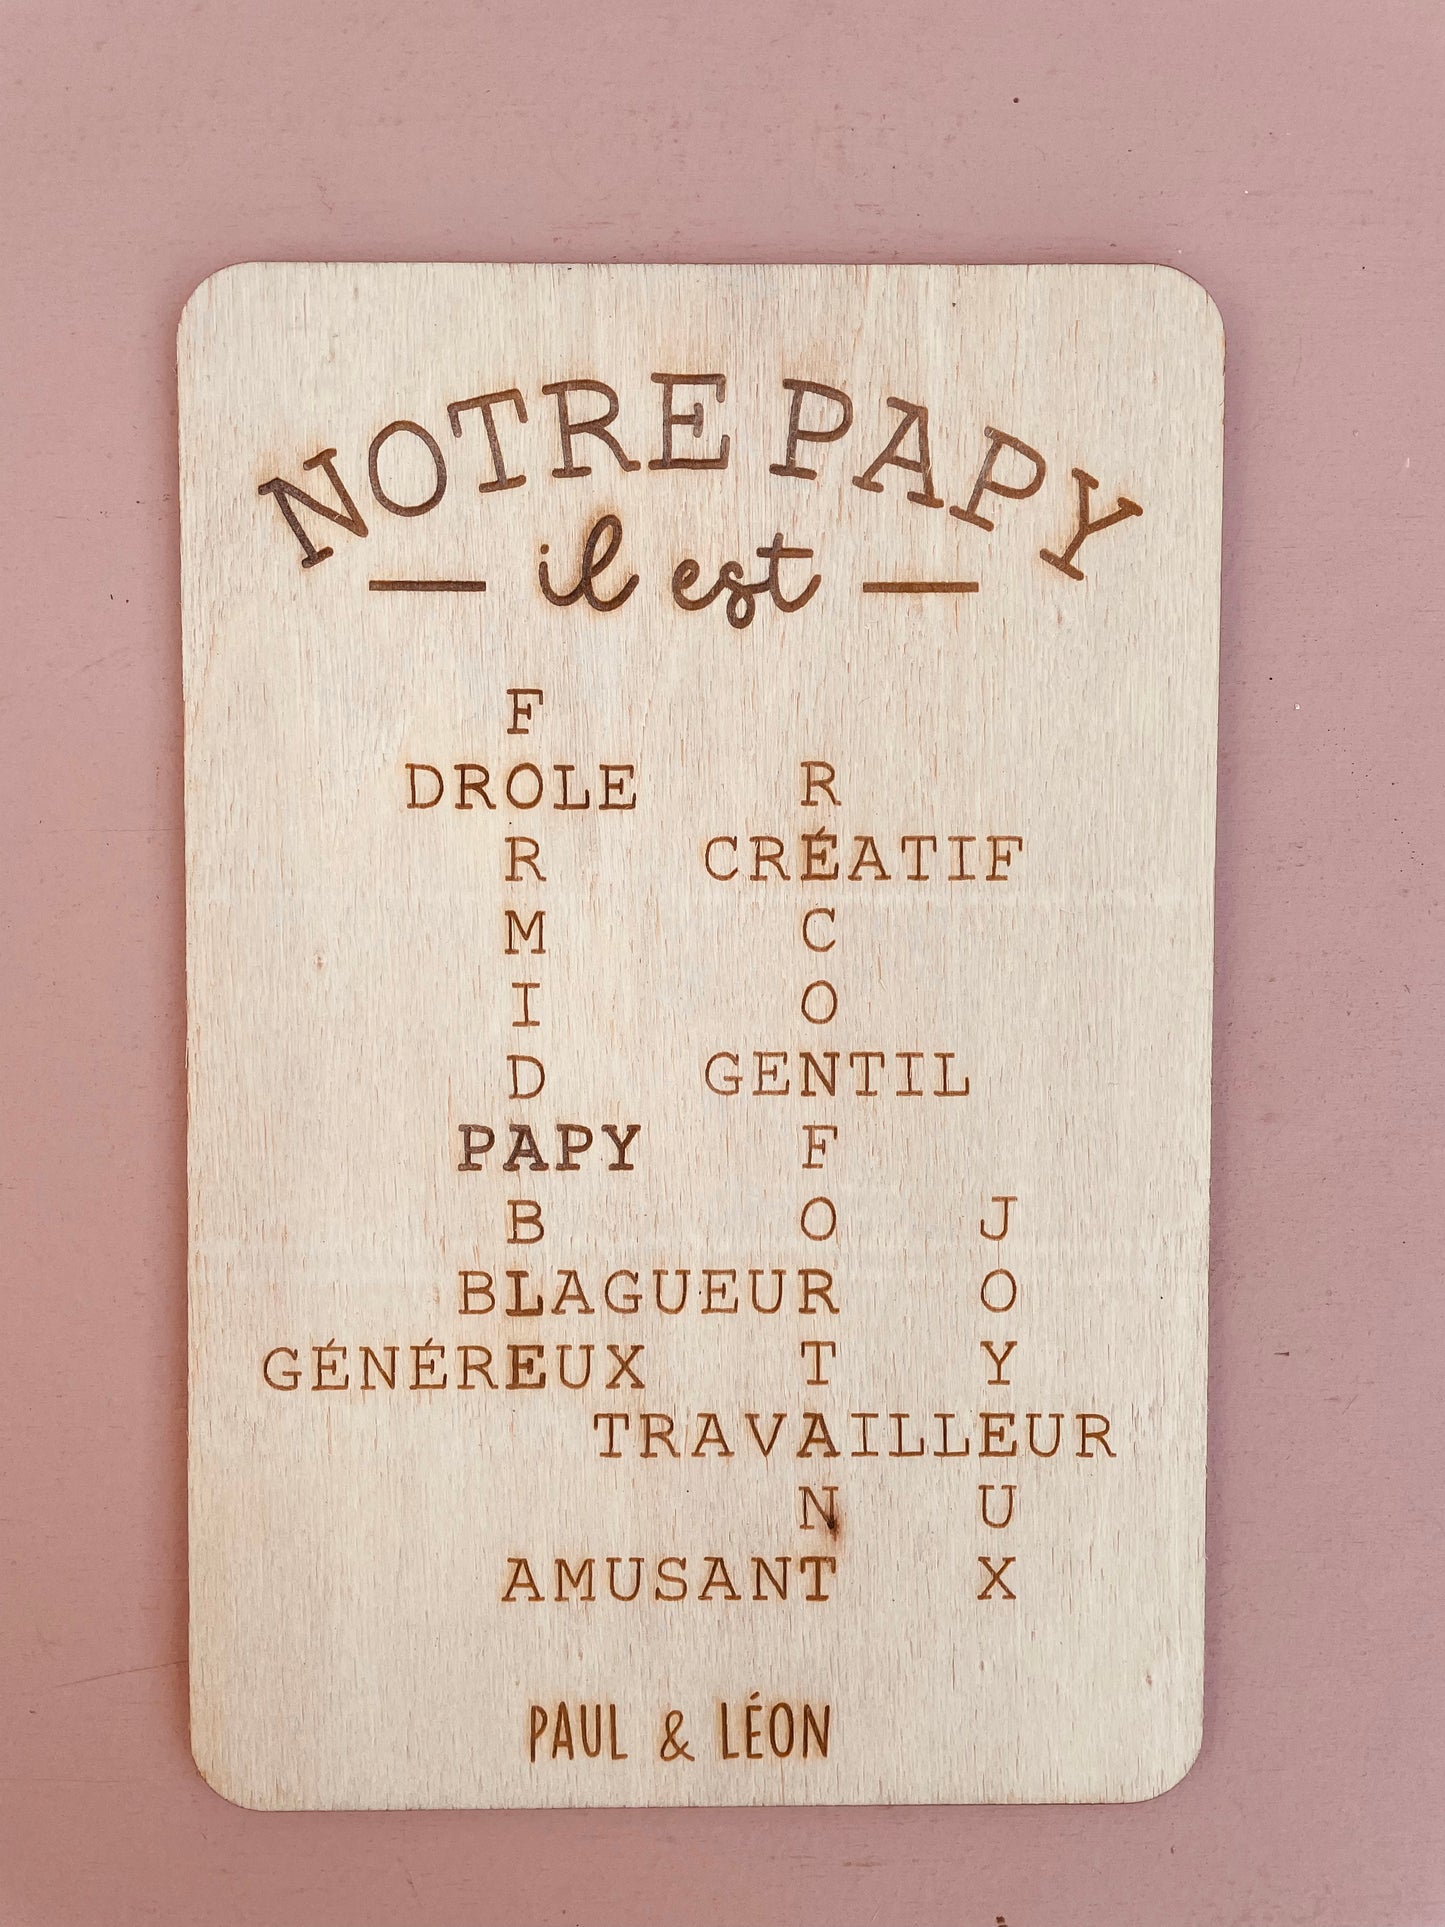 NOTRE PAPY
— il est —
F
DROLE R
R CRÉATIF
M C
I O
D GENTIL
PAPY F
B O J
BLAGUEUR O
GÉNÉREUX T Y
TRAVAILLEUR
N U
AMUSANT X
PAUL & LÉON